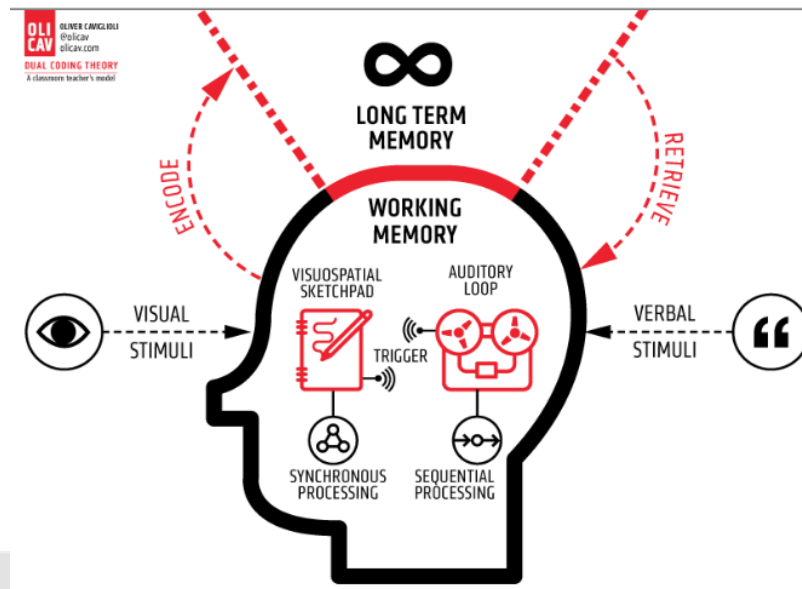 OLI
CAV
OLIVER CAVIGLIOLI
@olicav
olicav.com
DUAL CODING THEORY
A classroom teacher's model
LONG TERM
MEMORY
ENCODE
RETRIEVE
WORKING
MEMORY
VISUOSPATIAL
SKETCHPAD
AUDITORY
LOOP
TRIGGER
VISUAL
STIMULI
VERBAL
STIMULI
SYNCHRONOUS
PROCESSING
SEQUENTIAL
PROCESSING